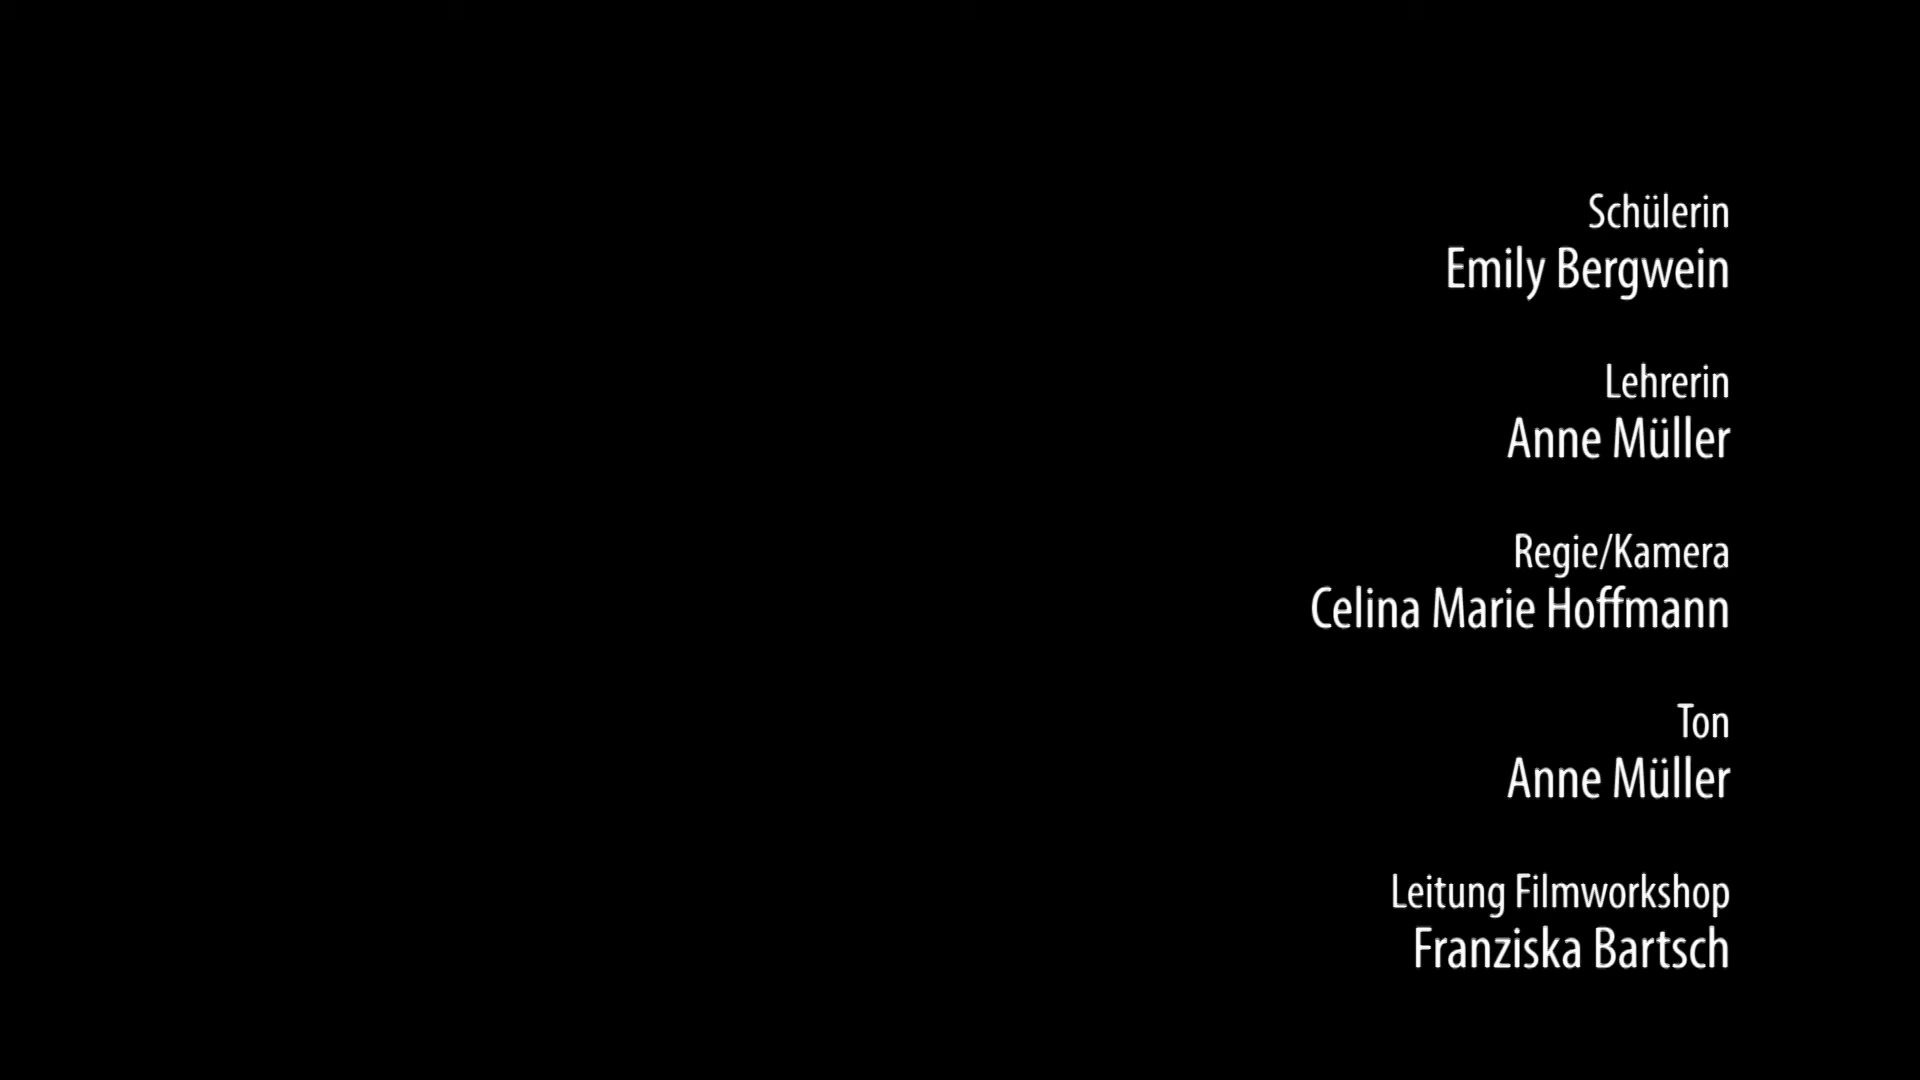 Schülerin
Emily Bergwein
Lehrerin
Anne Müller
Regie/Kamera
Celina Marie Hoffmann
Ton
Anne Müller
Leitung Filmworkshop
Franziska Bartsch